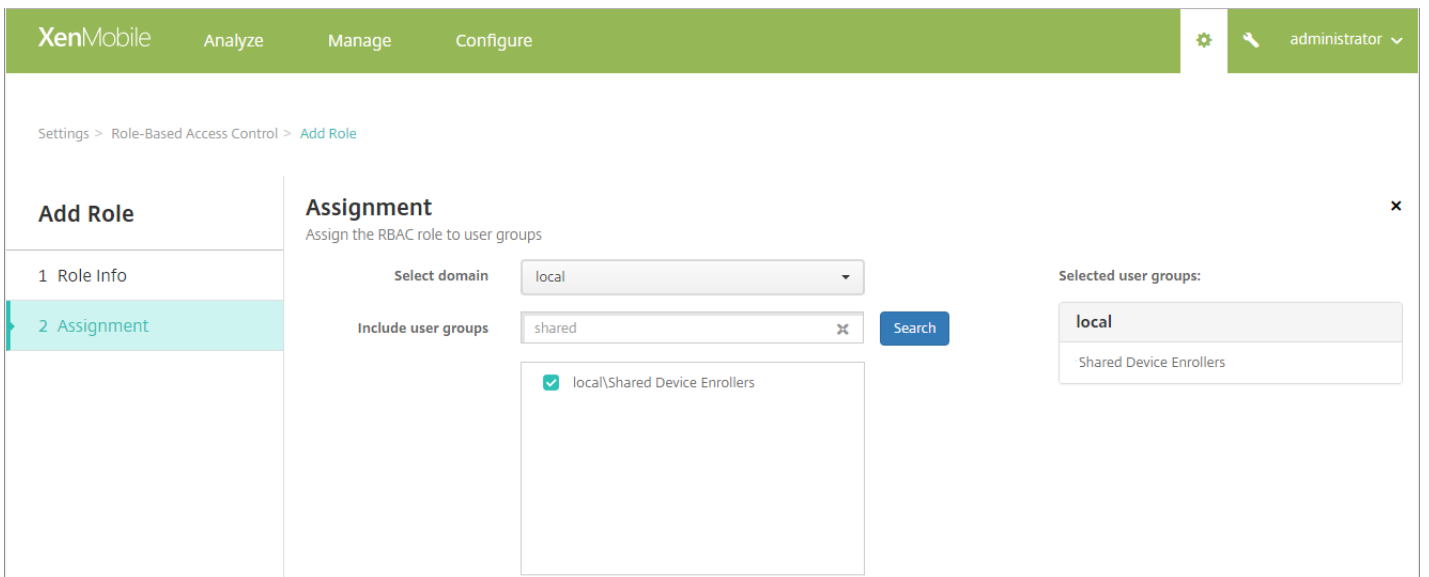 XenMobile Analyze Manage Configure administrator
Settings > Role-Based Access Control > Add Role
Add Role
1 Role Info
2 Assignment
Assignment
Assign the RBAC role to user groups
Select domain local
Include user groups shared Search
local\Shared Device Enrollers
Selected user groups:
local
Shared Device Enrollers